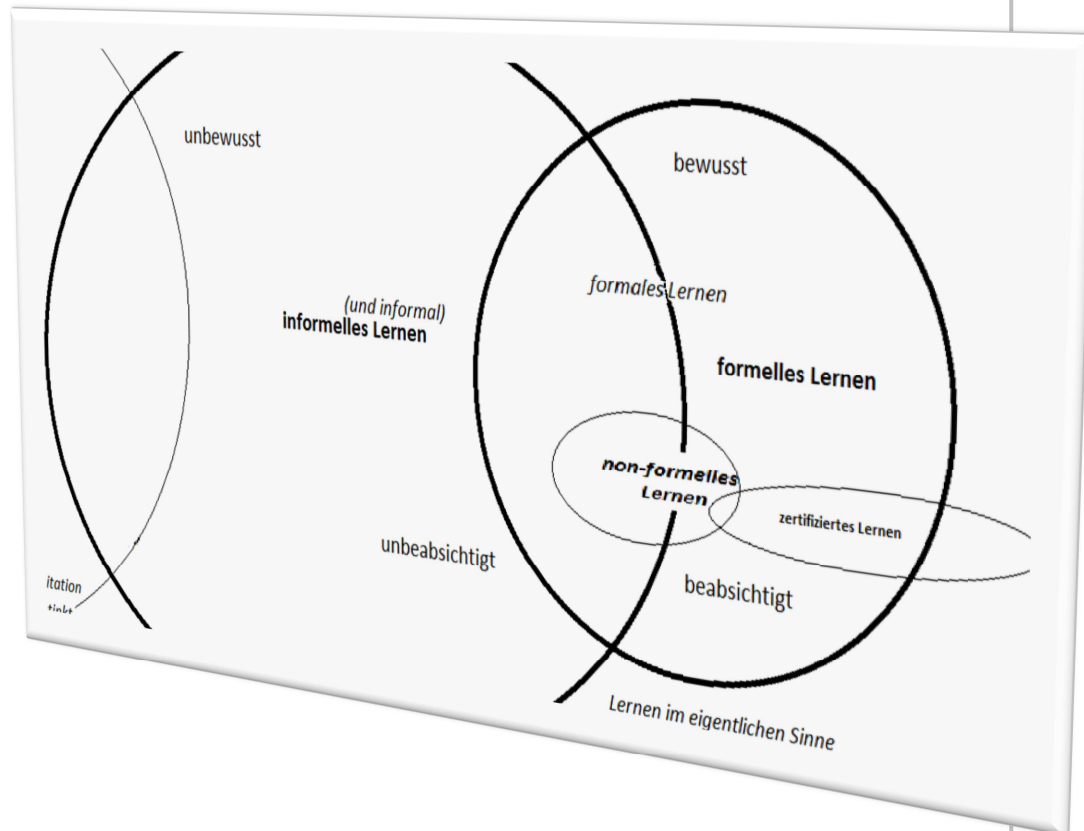 unbewusst
bewusst
formales Lernen
(und informal)
informelles Lernen
formelles Lernen
non-formelles
Lernen
zertifiziertes Lernen
unbeabsichtigt
beabsichtigt
itation
Lernen im eigentlichen Sinne